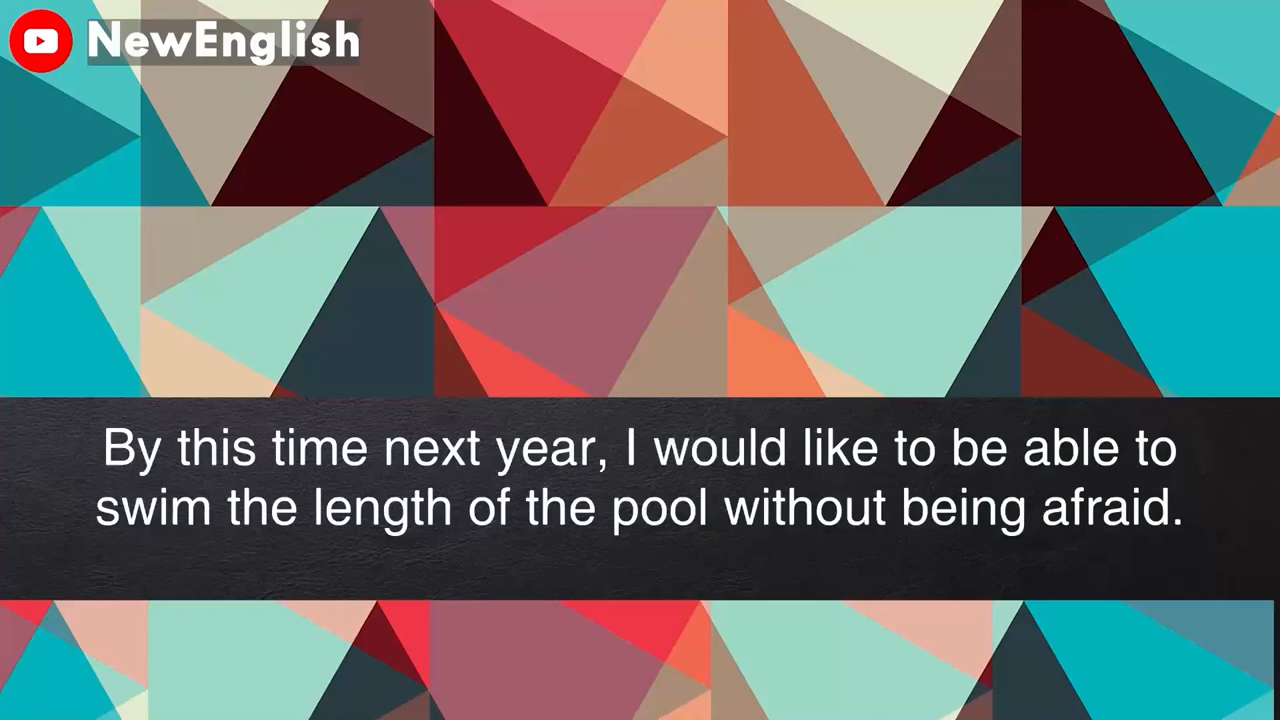 NewEnglish
By this time next year, I would like to be able to
swim the length of the pool without being afraid.